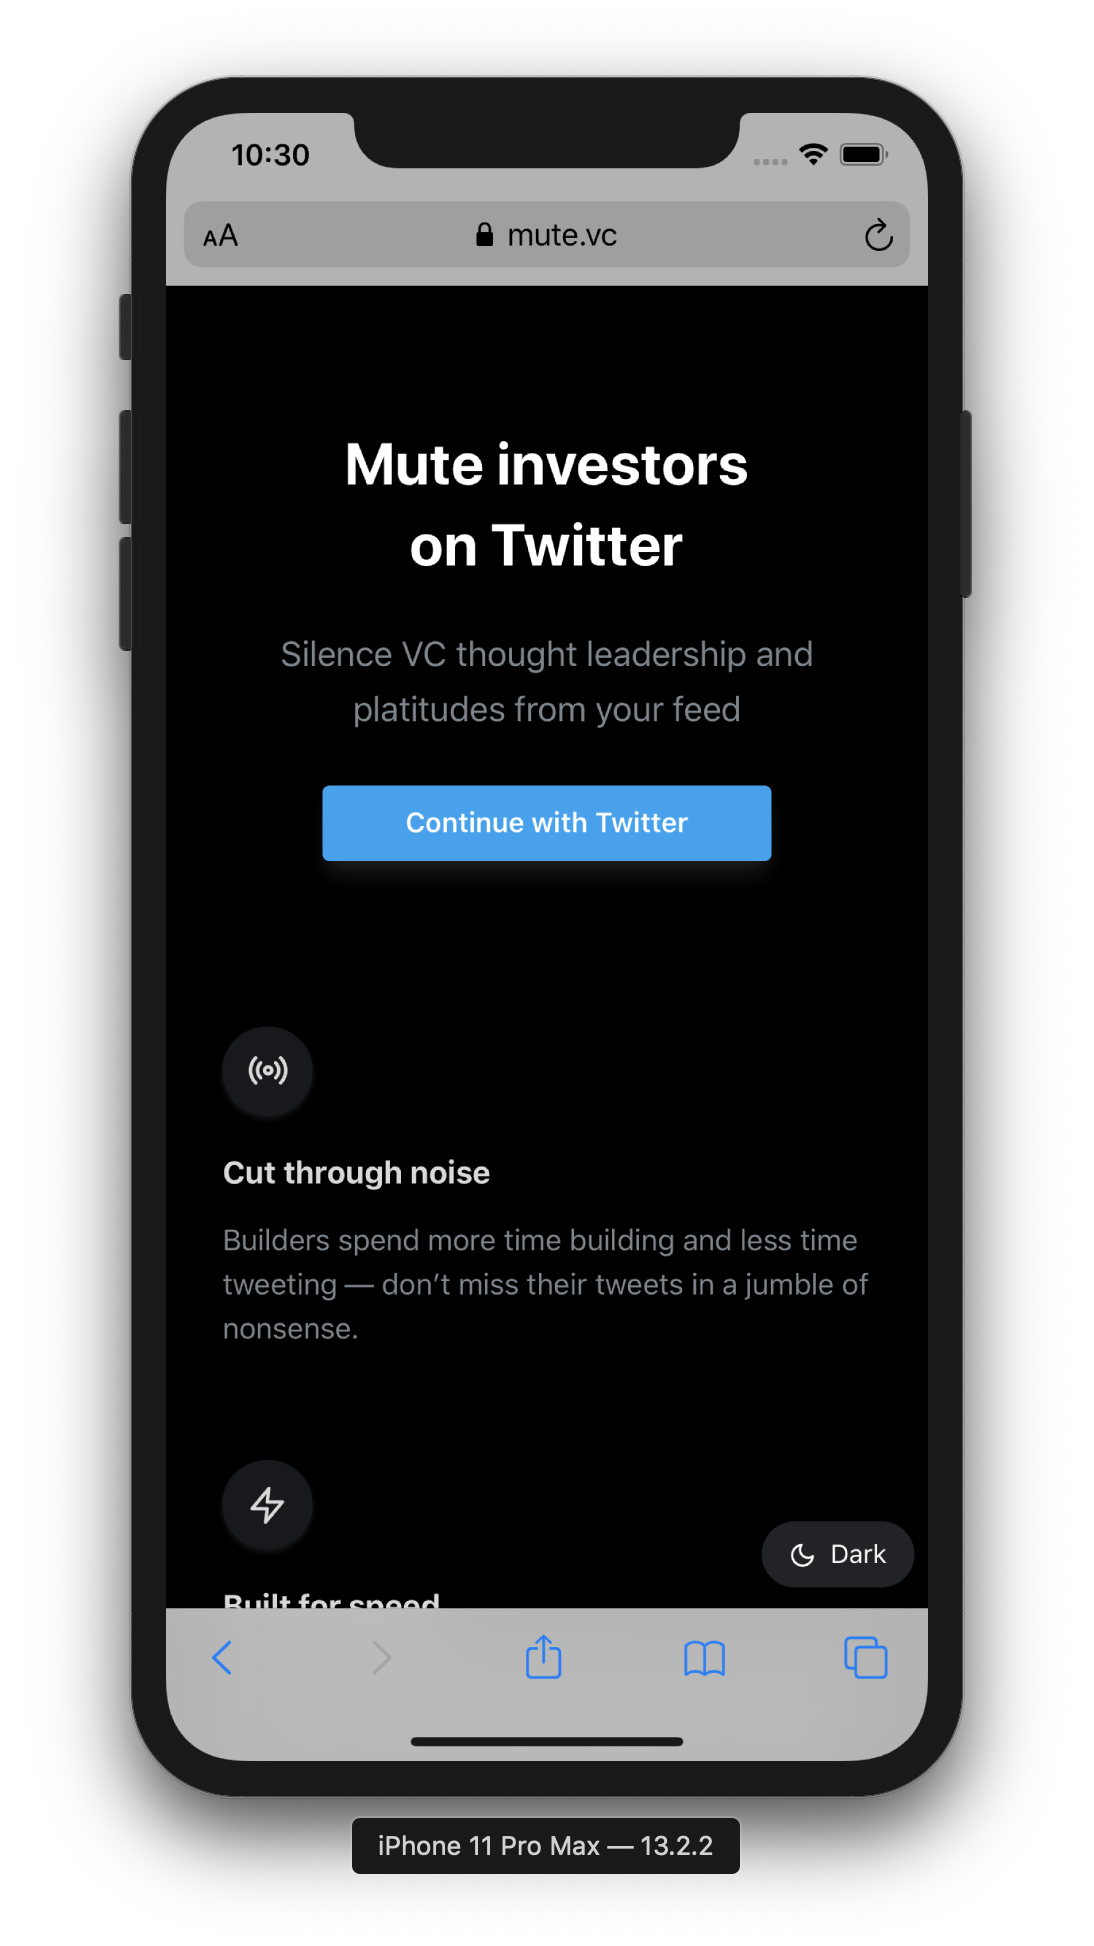 10:30
AA
mute.vc
Mute investors
on Twitter
Silence VC thought leadership and
platitudes from your feed
Continue with Twitter
Cut through noise
Builders spend more time building and less time
tweeting — don’t miss their tweets in a jumble of
nonsense.
Dark
Built for speed
iPhone 11 Pro Max — 13.2.2